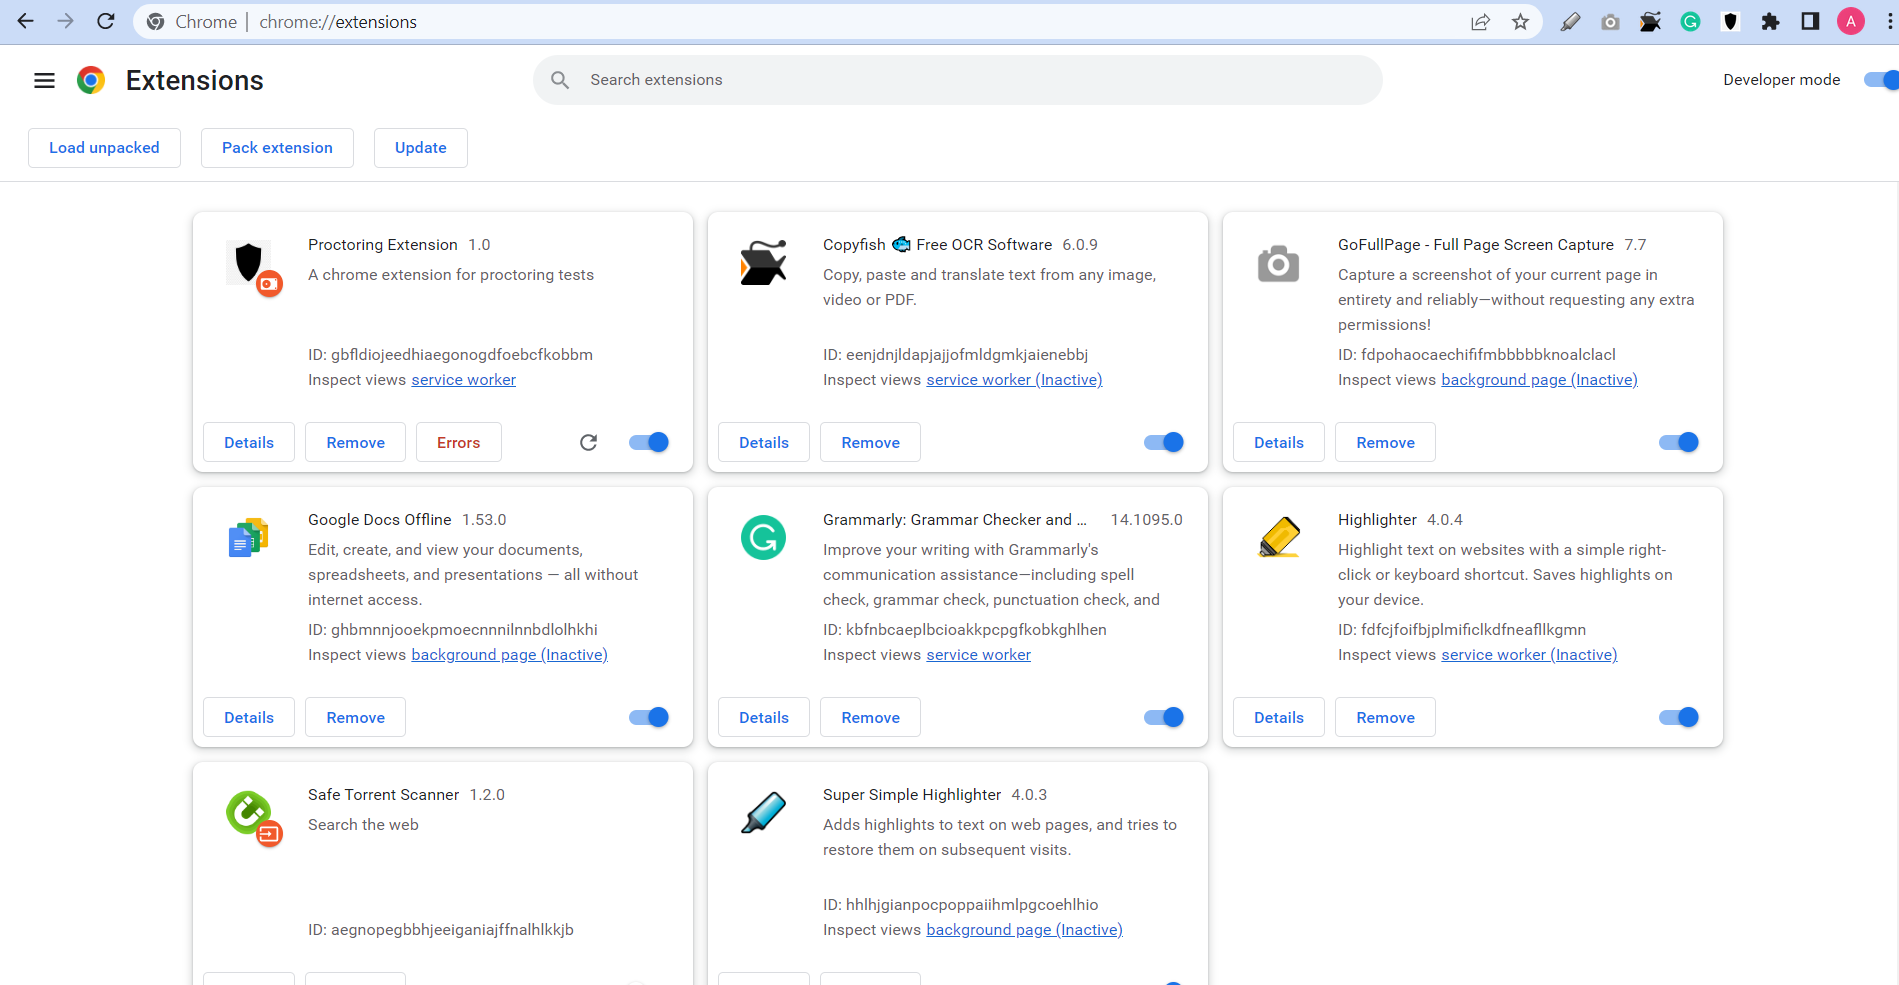 Chrome | chrome://extensions
A
Extensions
Search extensions
Developer mode
Load unpacked
Pack extension
Update
Proctoring Extension 1.0
A chrome extension for proctoring tests
ID: gbfldiojeedhiaegonogdfoebcfkobbm
Inspect views service worker
Details
Remove
Errors
Copyfish 🐟 Free OCR Software 6.0.9
Copy, paste and translate text from any image,
video or PDF.
ID: eenjdnjldapjajjofmldgmkjaienebbj
Inspect views service worker (Inactive)
Details
Remove
GoFullPage - Full Page Screen Capture 7.7
Capture a screenshot of your current page in
entirety and reliably—without requesting any extra
permissions!
ID: fdpohaocaechififmbbbbbknoalclacl
Inspect views background page (Inactive)
Details
Remove
Google Docs Offline 1.53.0
Edit, create, and view your documents,
spreadsheets, and presentations — all without
internet access.
ID: ghbmnnjooekpmoecnnnilnnbdlolhkhi
Inspect views background page (Inactive)
Details
Remove
Grammarly: Grammar Checker and ... 14.1095.0
Improve your writing with Grammarly's
communication assistance—including spell
check, grammar check, punctuation check, and
ID: kbfnbcaeplbcioakkpcpgfkobkghlhen
Inspect views service worker
Details
Remove
Highlighter 4.0.4
Highlight text on websites with a simple right-
click or keyboard shortcut. Saves highlights on
your device.
ID: fdfcjfoifbjplmificlkdfneafllkgmn
Inspect views service worker (Inactive)
Details
Remove
Safe Torrent Scanner 1.2.0
Search the web
ID: aegnopegbbhjeeiganiajffnalhlkkjb
Super Simple Highlighter 4.0.3
Adds highlights to text on web pages, and tries to
restore them on subsequent visits.
ID: hhlhjgianpocpoppaiihmlpgcoehlhio
Inspect views background page (Inactive)